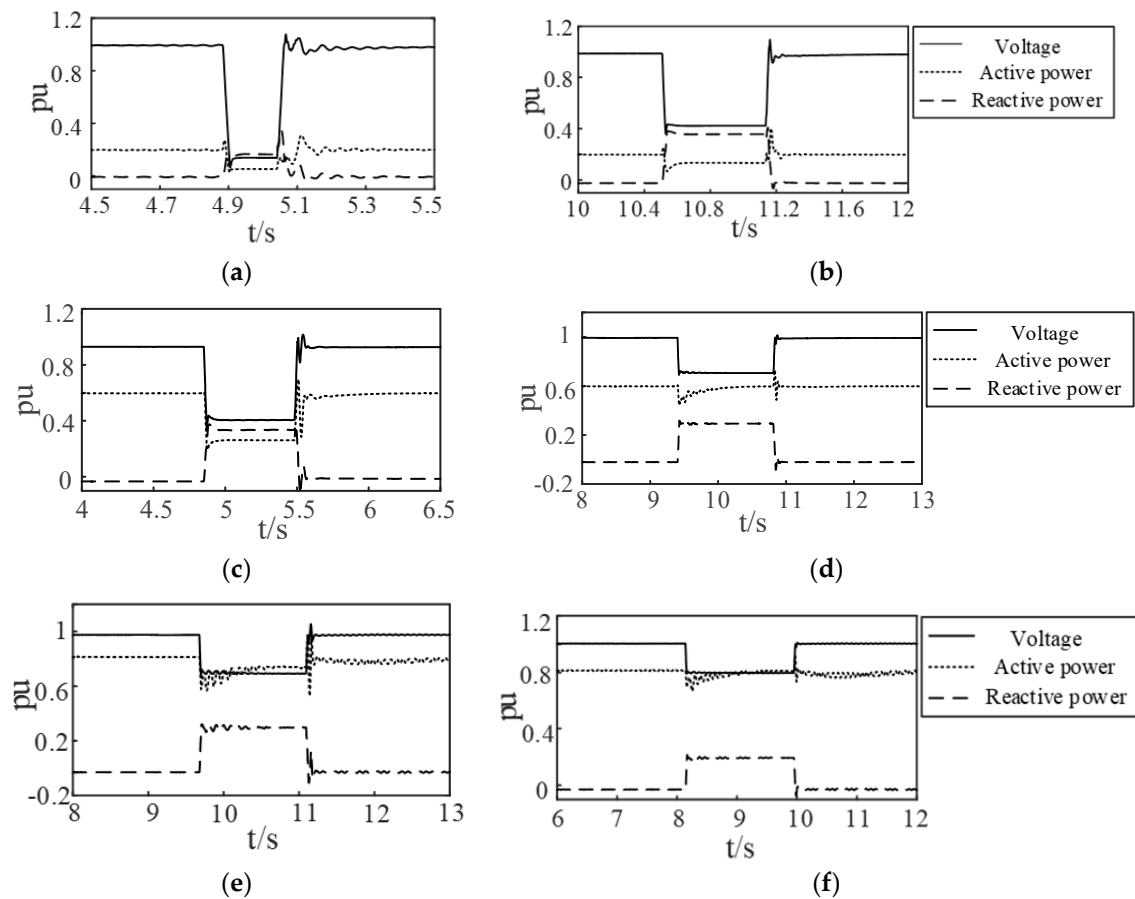 1.2
0.8
0.4
0
pu
4.5 4.7 4.9 5.1 5.3 5.5
t/s
(a)
1.2
0.8
0.4
0
pu
10 10.4 10.8 11.2 11.6 12
t/s
(b)
Voltage
Active power
Reactive power
1.2
0.8
0.4
0
pu
4 4.5 5 5.5 6 6.5
t/s
(c)
1
0.6
0.2
-0.2
pu
8 9 10 11 12 13
t/s
(d)
Voltage
Active power
Reactive power
1
0.6
0.2
-0.2
pu
8 9 10 11 12 13
t/s
(e)
1.2
0.8
0.4
0
pu
6 7 8 9 10 11 12
t/s
(f)
Voltage
Active power
Reactive power